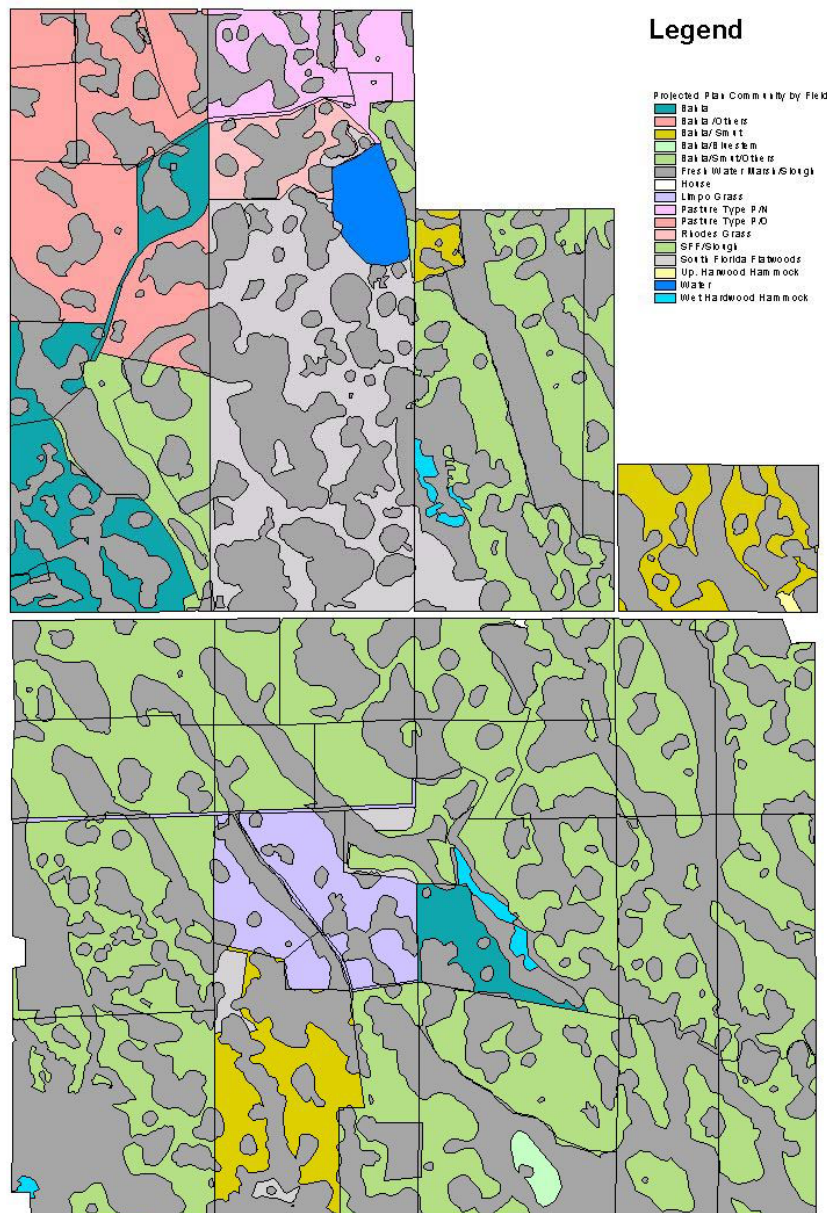 Legend
Projected Plan Community by Field
Bahia
Bahia/Others
Bahia/Smut
Bahia/Bluestem
Bahia/Smut/Others
Fresh Water Marsh/Slough
House
Limpo Grass
Pasture Type P/N
Pasture Type P/O
Rhodes Grass
SFF/Slough
South Florida Flatwoods
Up. Harwood Hammock
Water
Wet Hardwood Hammock